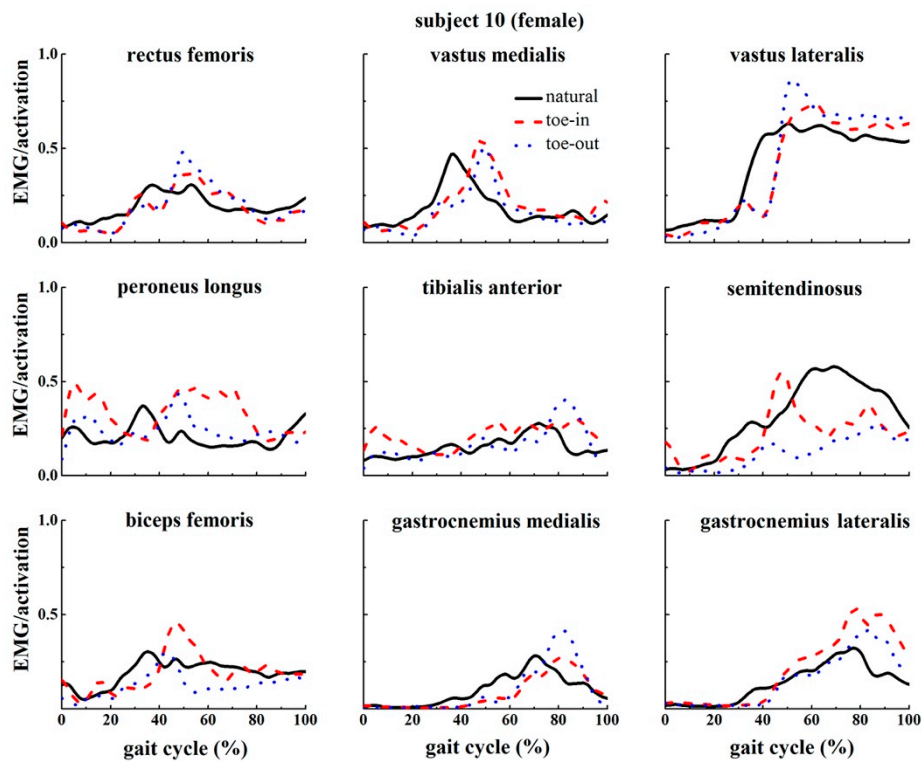 subject 10 (female)
rectus femoris
vastus medialis
vastus lateralis
natural
toe-in
toe-out
EMG/activation
1.0
0.5
0.0
peroneus longus
tibialis anterior
semitendinosus
EMG/activation
1.0
0.5
0.0
biceps femoris
gastrocnemius medialis
gastrocnemius lateralis
EMG/activation
1.0
0.5
0
0 20 40 60 80 100
0 20 40 60 80 100
0 20 40 60 80 100
gait cycle (%)
gait cycle (%)
gait cycle (%)